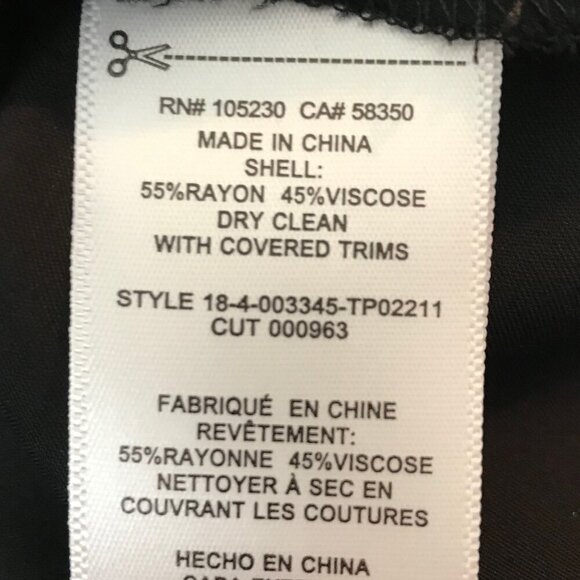 RN# 105230 CA# 58350
MADE IN CHINA
SHELL:
55%RAYON 45%VISCOSE
DRY CLEAN
WITH COVERED TRIMS
STYLE 18-4-003345-TP02211
CUT 000963
FABRIQUÉ EN CHINE
REVÊTEMENT:
55%RAYONNE 45%VISCOSE
NETTOYER À SEC EN
COUVRANT LES COUTURES
HECHO EN CHINA